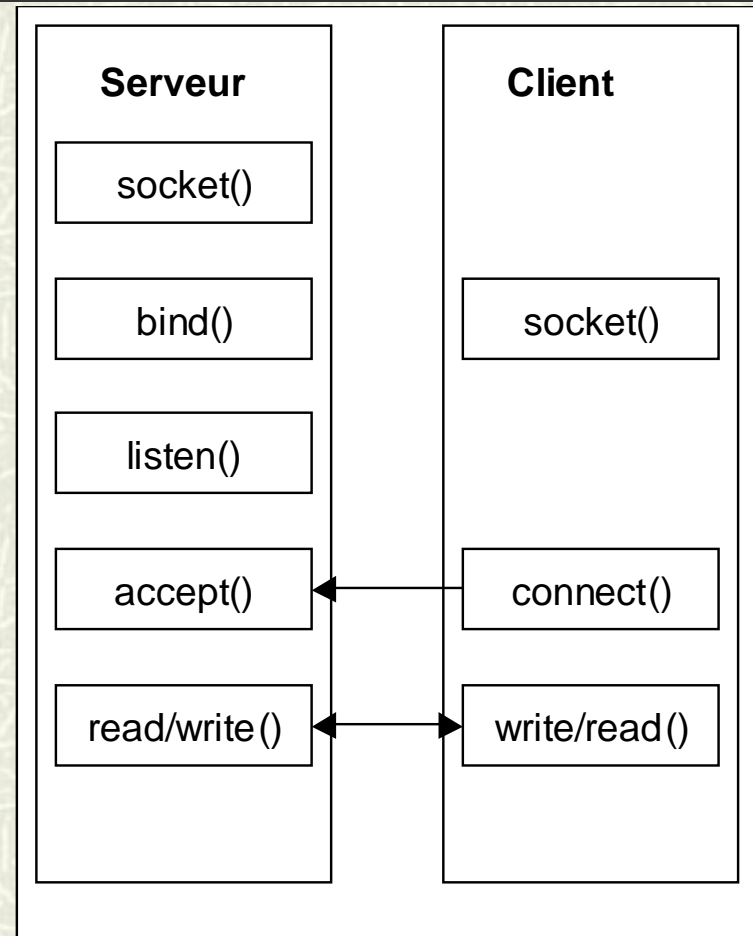 Serveur
socket()
bind()
listen()
accept()
read/write()
Client
socket()
connect()
write/read()